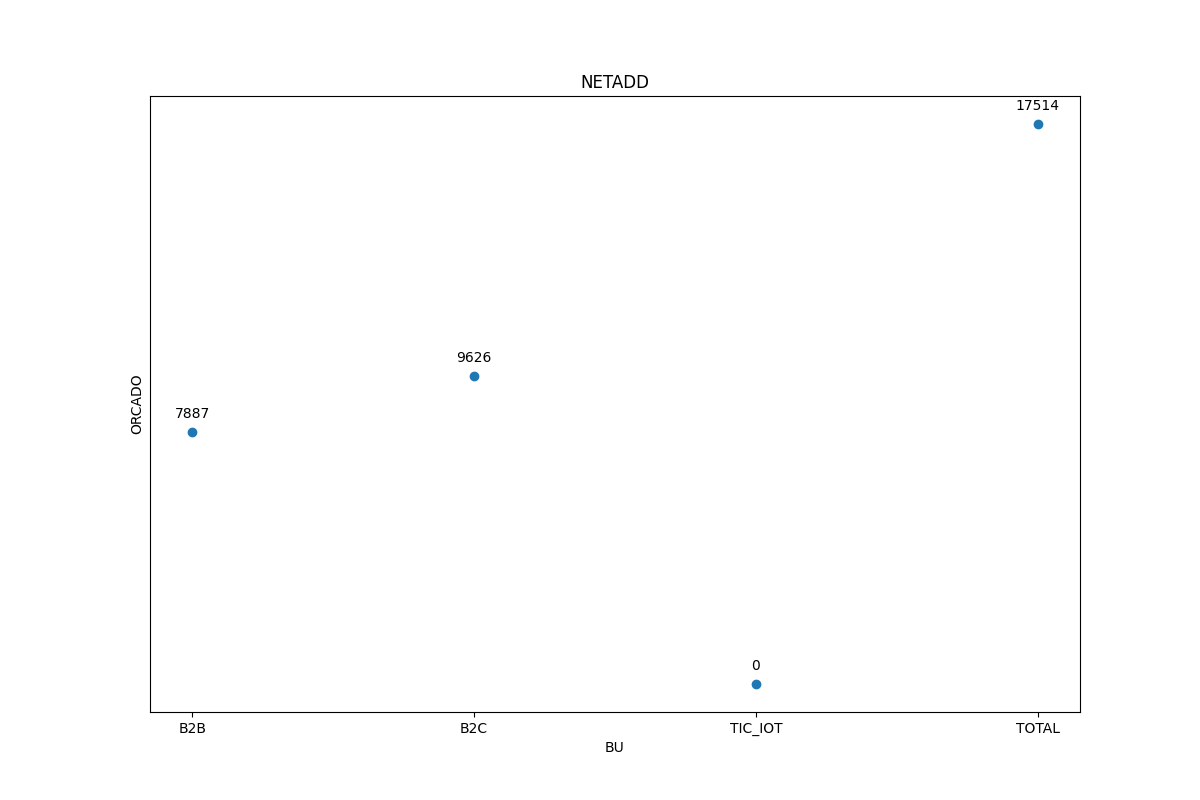 NETADD
17514
9626
7887
0
ORCADO
B2B
B2C
TIC_IOT
TOTAL
BU